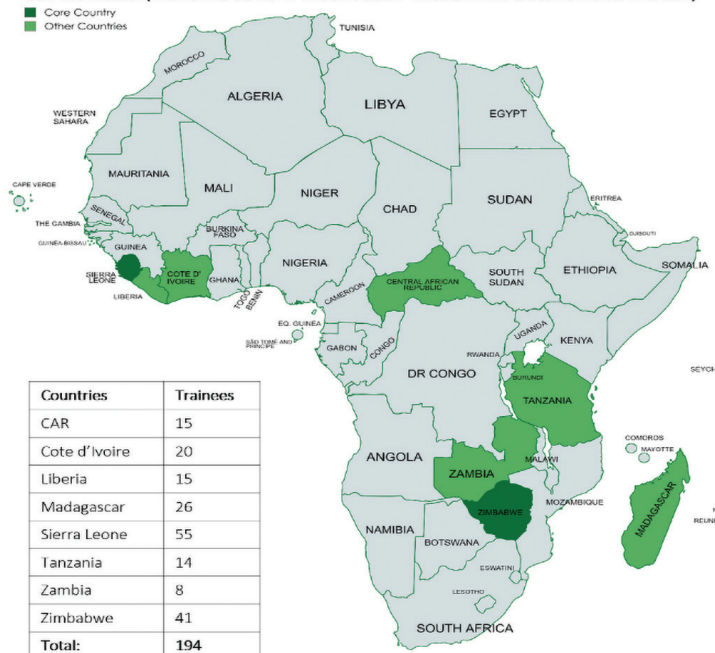 Core Country
Other Countries
TUNISIA
MOROCCO
ALGERIA
LIBYA
EGYPT
WESTERN
SAHARA
MAURITANIA
MALI
NIGER
CHAD
SUDAN
ERITREA
CAPE VERDE
SENEGAL
THE GAMBIA
GUINEA-BISSAU
GUINEA
BURKINA
FASO
DJIBOUTI
SIERRA
LEONE
LIBERIA
COTE D'
IVOIRE
GHANA
TOGO
BENIN
NIGERIA
CAMEROON
CENTRAL AFRICAN
REPUBLIC
SOUTH
SUDAN
ETHIOPIA
SOMALIA
EQ. GUINEA
SÃO TOMÉ AND
PRINCIPE
GABON
CONGO
DR CONGO
UGANDA
KENYA
RWANDA
BURUNDI
TANZANIA
SEYCH
COMOROS
MAYOTTE
ANGOLA
ZAMBIA
MALAWI
MOZAMBIQUE
MADAGASCAR
REUN
ZIMBABWE
NAMIBIA
BOTSWANA
ESWATINI
LESOTHO
SOUTH AFRICA
Countries Trainees
CAR 15
Cote d'Ivoire 20
Liberia 15
Madagascar 26
Sierra Leone 55
Tanzania 14
Zambia 8
Zimbabwe 41
Total: 194